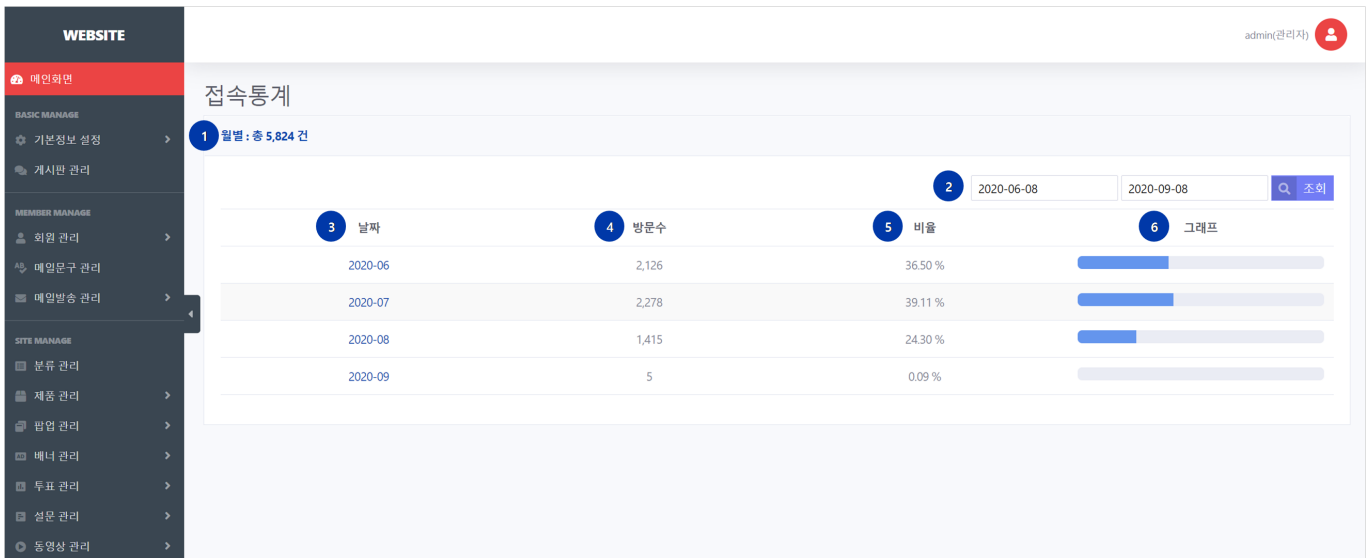 WEBSITE
admin(관리자)
메인화면
BASIC MANAGE
기본정보 설정
게시판 관리
MEMBER MANAGE
회원 관리
메일문구 관리
메일발송 관리
SITE MANAGE
분류 관리
제품 관리
팝업 관리
배너 관리
투표 관리
설문 관리
동영상 관리
접속통계
1 월별 : 총 5,824 건
2 2020-06-08 2020-09-08 조회
3 날짜 4 방문수 5 비율 6 그래프
2020-06 2,126 36.50 %
2020-07 2,278 39.11 %
2020-08 1,415 24.30 %
2020-09 5 0.09 %